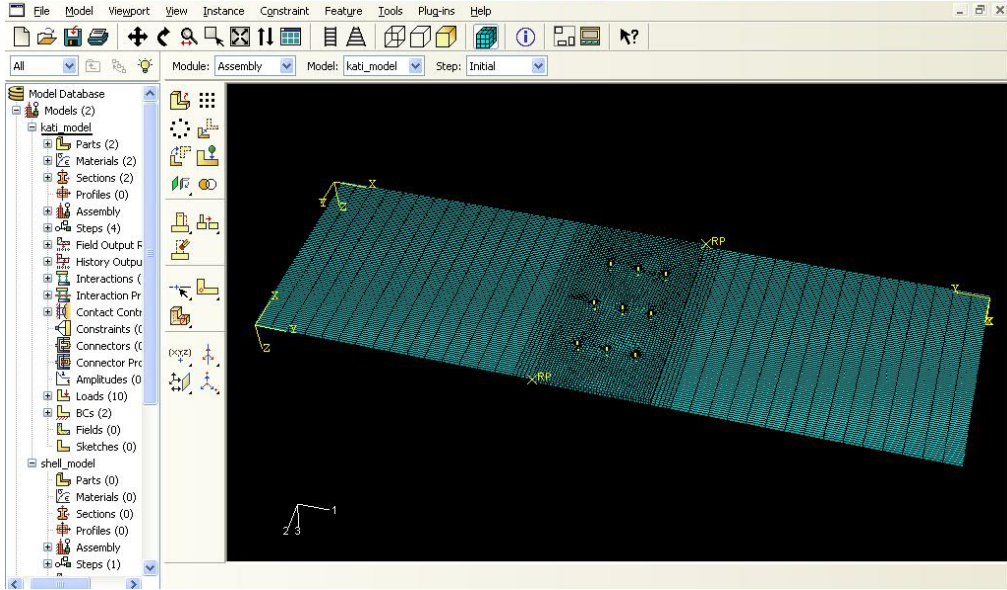 File Model Viewport View Instance Constraint Feature Tools Plug-ins Help
All Module: Assembly Model: kati_model Step: Initial
Model Database
Models (2)
kati_model
Parts (2)
Materials (2)
Sections (2)
Profiles (0)
Assembly
Steps (4)
Field Output R
History Outpu
Interactions (
Interaction Pr
Contact Contr
Constraints (0
Connectors (0
Connector Pro
Amplitudes (0
Loads (10)
BCs (2)
Fields (0)
Sketches (0)
shell_model
Parts (0)
Materials (0)
Sections (0)
Profiles (0)
Assembly
Steps (1)
(XYZ)
X
Y
Z
RP
Y
X
X
Y
Z
RP
1
2 3